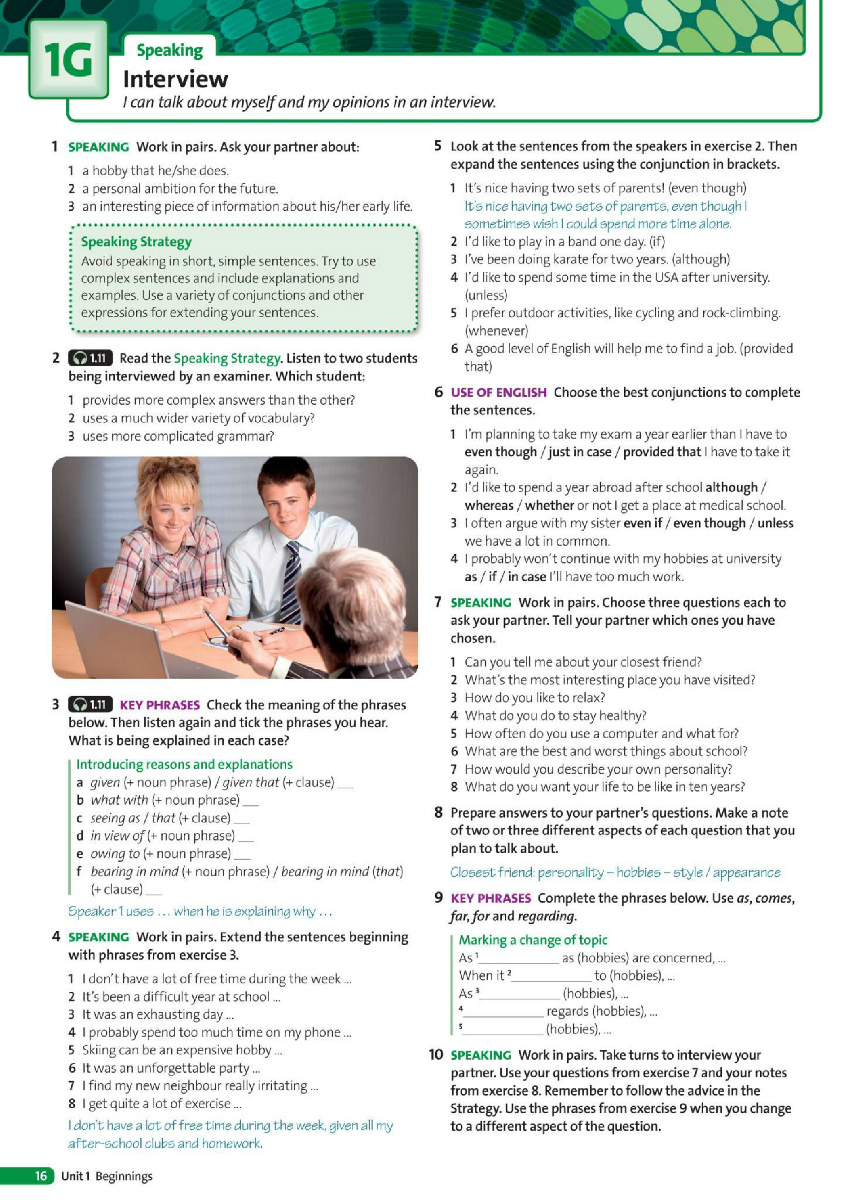 1G
Speaking
Interview
I can talk about myself and my opinions in an interview.
1 SPEAKING Work in pairs. Ask your partner about:
1 a hobby that he/she does.
2 a personal ambition for the future.
3 an interesting piece of information about his/her early life.
Speaking Strategy
Avoid speaking in short, simple sentences. Try to use
complex sentences and include explanations and
examples. Use a variety of conjunctions and other
expressions for extending your sentences.
2 1.11 Read the Speaking Strategy. Listen to two students
being interviewed by an examiner. Which student:
1 provides more complex answers than the other?
2 uses a much wider variety of vocabulary?
3 uses more complicated grammar?
3 1.11 KEY PHRASES Check the meaning of the phrases
below. Then listen again and tick the phrases you hear.
What is being explained in each case?
Introducing reasons and explanations
a given (+ noun phrase) / given that (+ clause) __
b what with (+ noun phrase) __
c seeing as / that (+ clause) __
d in view of (+ noun phrase) __
e owing to (+ noun phrase) __
f bearing in mind (+ noun phrase) / bearing in mind (that)
(+ clause) __
Speaker 1 uses ... when he is explaining why ...
4 SPEAKING Work in pairs. Extend the sentences beginning
with phrases from exercise 3.
1 I don't have a lot of free time during the week ...
2 It's been a difficult year at school ...
3 It was an exhausting day ...
4 I probably spend too much time on my phone ...
5 Skiing can be an expensive hobby ...
6 It was an unforgettable party ...
7 I find my new neighbour really irritating ...
8 I get quite a lot of exercise ...
I don't have a lot of free time during the week, given all my
after-school clubs and homework.
5 Look at the sentences from the speakers in exercise 2. Then
expand the sentences using the conjunction in brackets.
1 It's nice having two sets of parents! (even though)
It's nice having two sets of parents, even though I
sometimes wish I could spend more time alone.
2 I'd like to play in a band one day. (if)
3 I've been doing karate for two years. (although)
4 I'd like to spend some time in the USA after university.
(unless)
5 I prefer outdoor activities, like cycling and rock-climbing.
(whenever)
6 A good level of English will help me to find a job. (provided
that)
6 USE OF ENGLISH Choose the best conjunctions to complete
the sentences.
1 I'm planning to take my exam a year earlier than I have to
even though / just in case / provided that I have to take it
again.
2 I'd like to spend a year abroad after school although /
whereas / whether or not I get a place at medical school.
3 I often argue with my sister even if / even though / unless
we have a lot in common.
4 I probably won't continue with my hobbies at university
as / if / in case I'll have too much work.
7 SPEAKING Work in pairs. Choose three questions each to
ask your partner. Tell your partner which ones you have
chosen.
1 Can you tell me about your closest friend?
2 What's the most interesting place you have visited?
3 How do you like to relax?
4 What do you do to stay healthy?
5 How often do you use a computer and what for?
6 What are the best and worst things about school?
7 How would you describe your own personality?
8 What do you want your life to be like in ten years?
8 Prepare answers to your partner's questions. Make a note
of two or three different aspects of each question that you
plan to talk about.
Closest friend: personality – hobbies – style / appearance
9 KEY PHRASES Complete the phrases below. Use as, comes,
far, for and regarding.
Marking a change of topic
As 1____________ as (hobbies) are concerned, ...
When it 2____________ to (hobbies), ...
As 3____________ (hobbies), ...
4____________ regards (hobbies), ...
5____________ (hobbies), ...
10 SPEAKING Work in pairs. Take turns to interview your
partner. Use your questions from exercise 7 and your notes
from exercise 8. Remember to follow the advice in the
Strategy. Use the phrases from exercise 9 when you change
to a different aspect of the question.
16 Unit 1 Beginnings